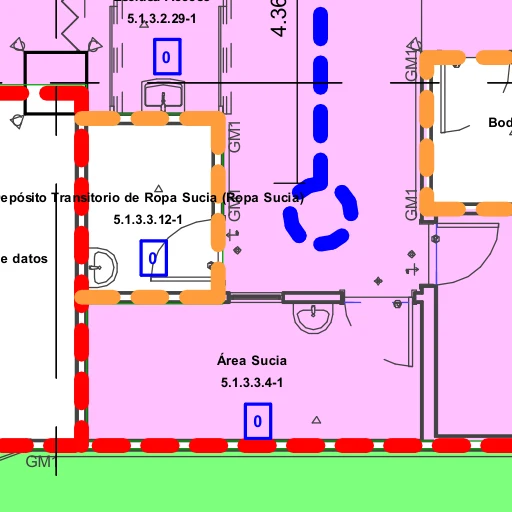 5.1.3.2.29-1
4.36
0
GM1
GM1
Bod
epósito Transitorio de Ropa Sucia (Ropa Sucia)
GM1
GM1
5.1.3.3.12-1
e datos
0
Área Sucia
5.1.3.3.4-1
0
GM1